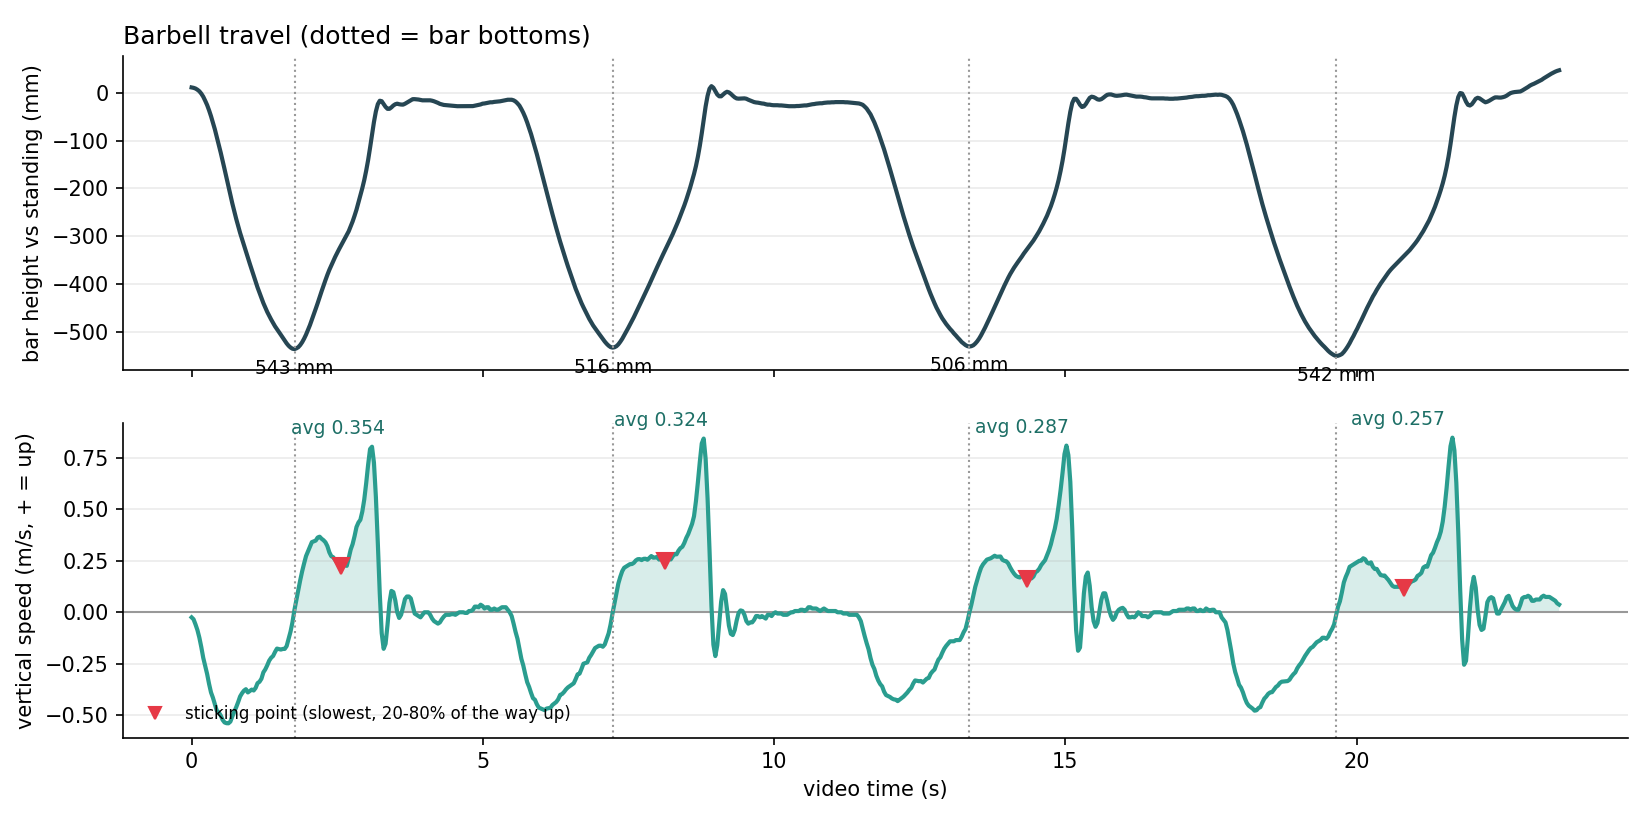 Barbell travel (dotted = bar bottoms)
bar height vs standing (mm)
0
−100
−200
−300
−400
−500
543 mm
516 mm
506 mm
542 mm
avg 0.354
avg 0.324
avg 0.287
avg 0.257
vertical speed (m/s, + = up)
0.75
0.50
0.25
0.00
−0.25
−0.50
sticking point (slowest, 20-80% of the way up)
0
5
10
15
20
video time (s)